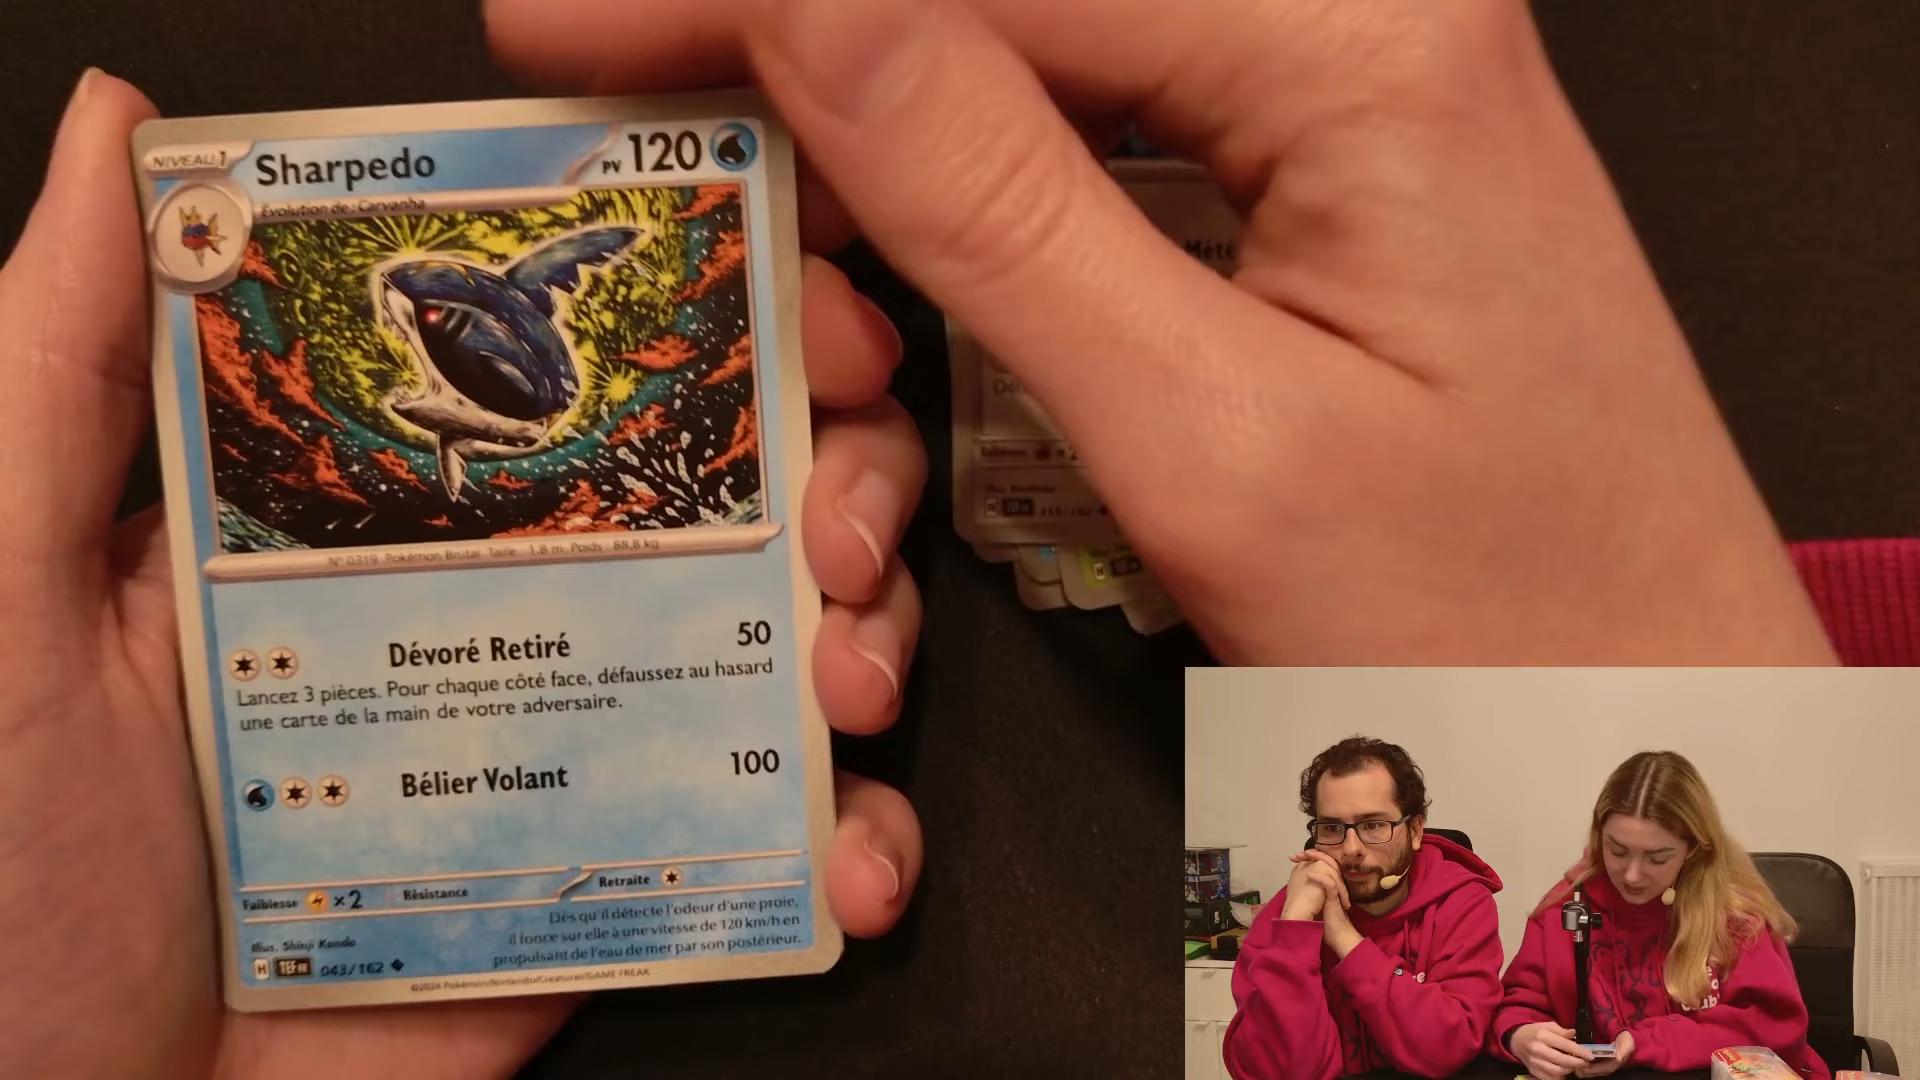 NIVEAU 1
Sharpedo
PV 120
Évolution de : Carvanha
N° 0319 Pokémon Brutal Taille : 1,8 m Poids : 88,8 kg
Dévoré Retiré 50
Lancez 3 pièces. Pour chaque côté face, défaussez au hasard
une carte de la main de votre adversaire.
Bélier Volant 100
Faiblesse ×2 Résistance Retraite
Dès qu'il détecte l'odeur d'une proie,
il fonce sur elle à une vitesse de 120 km/h en
propulsant de l'eau de mer par son postérieur.
Illus. Shinji Kanda
H TEF FR 043/162
©2024 Pokémon/Nintendo/Creatures/GAME FREAK
Mété